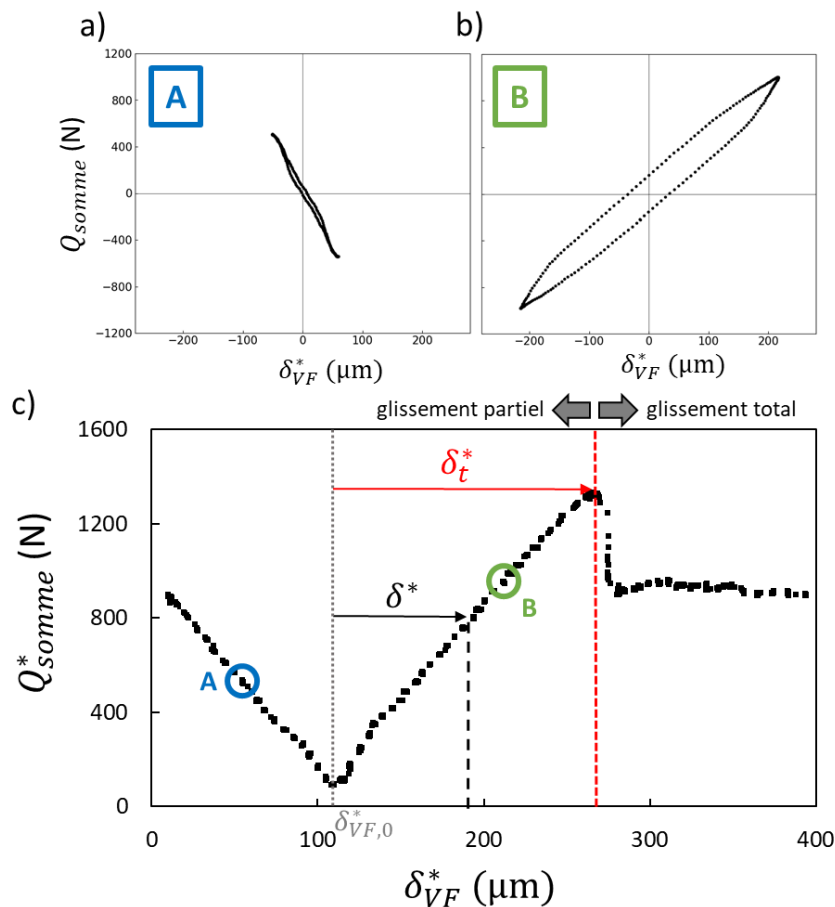 a)
b)
1200
800
400
0
−400
−800
−1200
Q_somme (N)
A
B
−200 −100 0 100 200
−200 −100 0 100 200
δ*_VF (μm)
δ*_VF (μm)
c)
glissement partiel
glissement total
1600
1200
800
400
0
Q*_somme (N)
δ*_t
δ*
A
B
δ*_VF,0
0 100 200 300 400
δ*_VF (μm)